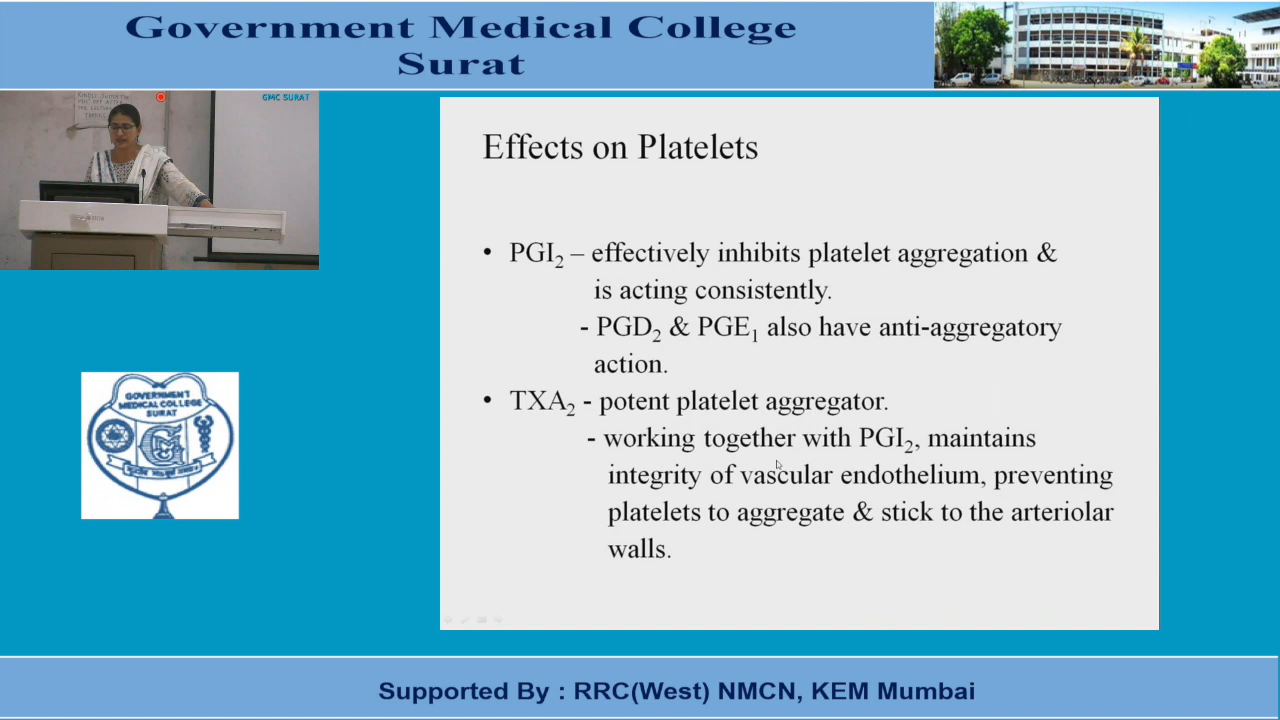 Government Medical College
Surat
GMC SURAT
Effects on Platelets
• PGI₂ – effectively inhibits platelet aggregation &
is acting consistently.
- PGD₂ & PGE₁ also have anti-aggregatory
action.
• TXA₂ - potent platelet aggregator.
- working together with PGI₂, maintains
integrity of vascular endothelium, preventing
platelets to aggregate & stick to the arteriolar
walls.
GOVERNMENT
MEDICAL COLLEGE
SURAT
Supported By : RRC(West) NMCN, KEM Mumbai